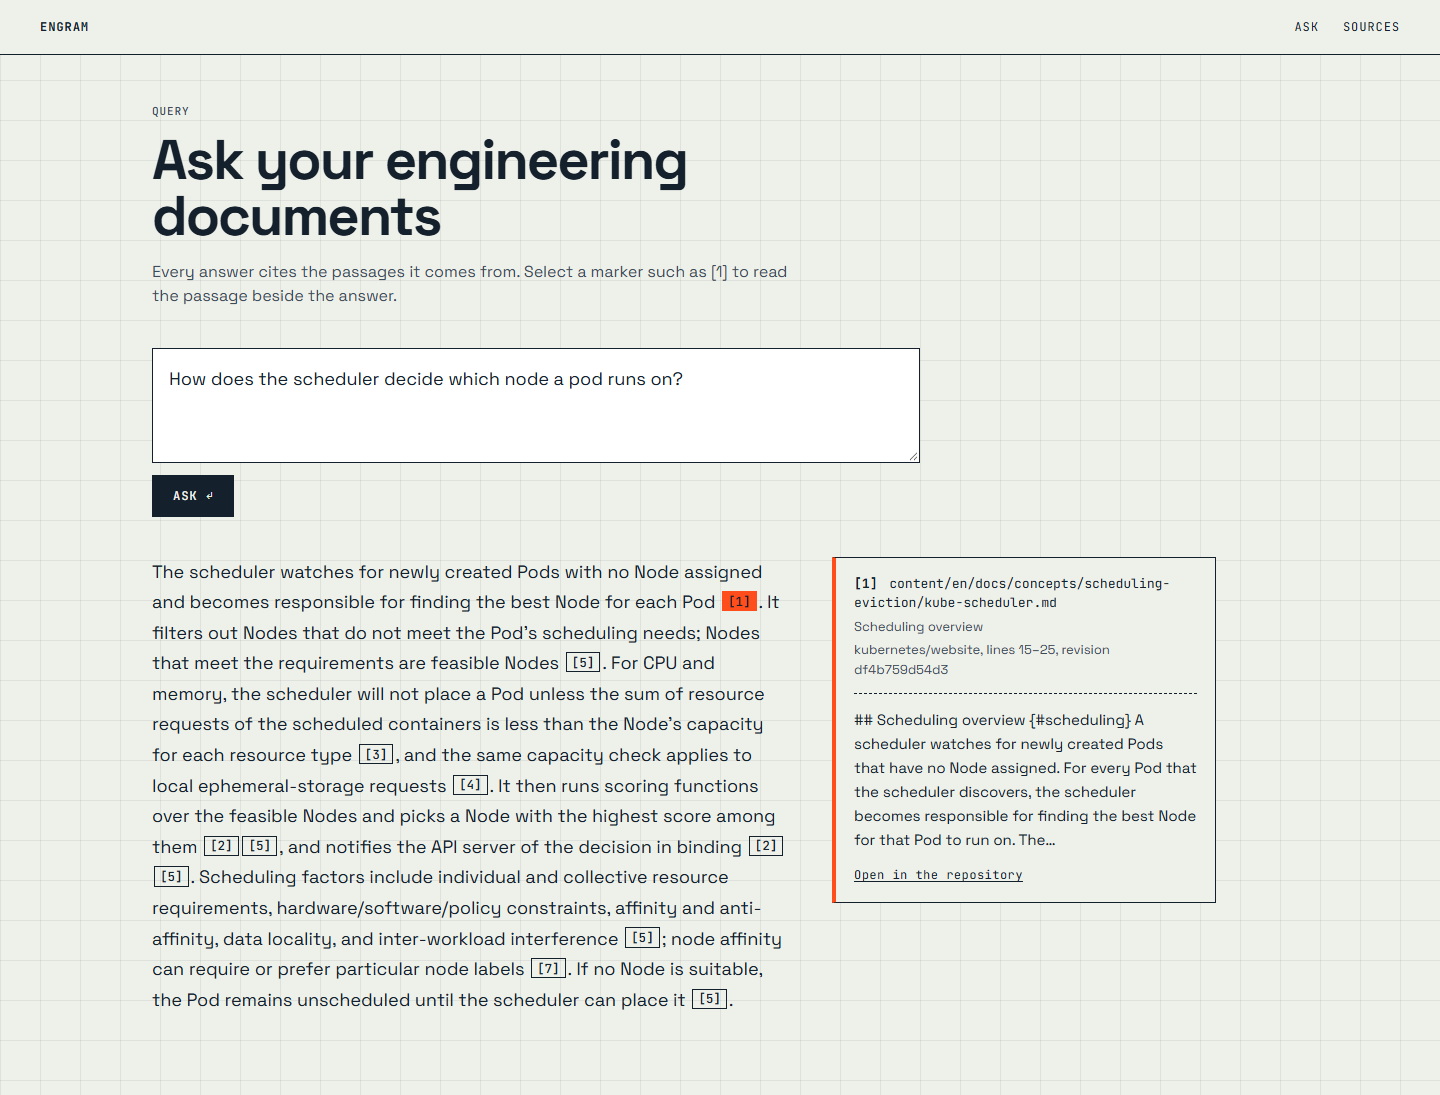 ENGRAM
ASK SOURCES
QUERY
Ask your engineering
documents
Every answer cites the passages it comes from. Select a marker such as [1] to read
the passage beside the answer.
How does the scheduler decide which node a pod runs on?
ASK ↲
The scheduler watches for newly created Pods with no Node assigned
and becomes responsible for finding the best Node for each Pod [1]. It
filters out Nodes that do not meet the Pod's scheduling needs; Nodes
that meet the requirements are feasible Nodes [5]. For CPU and
memory, the scheduler will not place a Pod unless the sum of resource
requests of the scheduled containers is less than the Node's capacity
for each resource type [3], and the same capacity check applies to
local ephemeral-storage requests [4]. It then runs scoring functions
over the feasible Nodes and picks a Node with the highest score among
them [2] [5], and notifies the API server of the decision in binding [2]
[5]. Scheduling factors include individual and collective resource
requirements, hardware/software/policy constraints, affinity and anti-
affinity, data locality, and inter-workload interference [5]; node affinity
can require or prefer particular node labels [7]. If no Node is suitable,
the Pod remains unscheduled until the scheduler can place it [5].
[1] content/en/docs/concepts/scheduling-
eviction/kube-scheduler.md
Scheduling overview
kubernetes/website, lines 15–25, revision
df4b759d54d3
## Scheduling overview {#scheduling} A
scheduler watches for newly created Pods
that have no Node assigned. For every Pod that
the scheduler discovers, the scheduler
becomes responsible for finding the best Node
for that Pod to run on. The…
Open in the repository